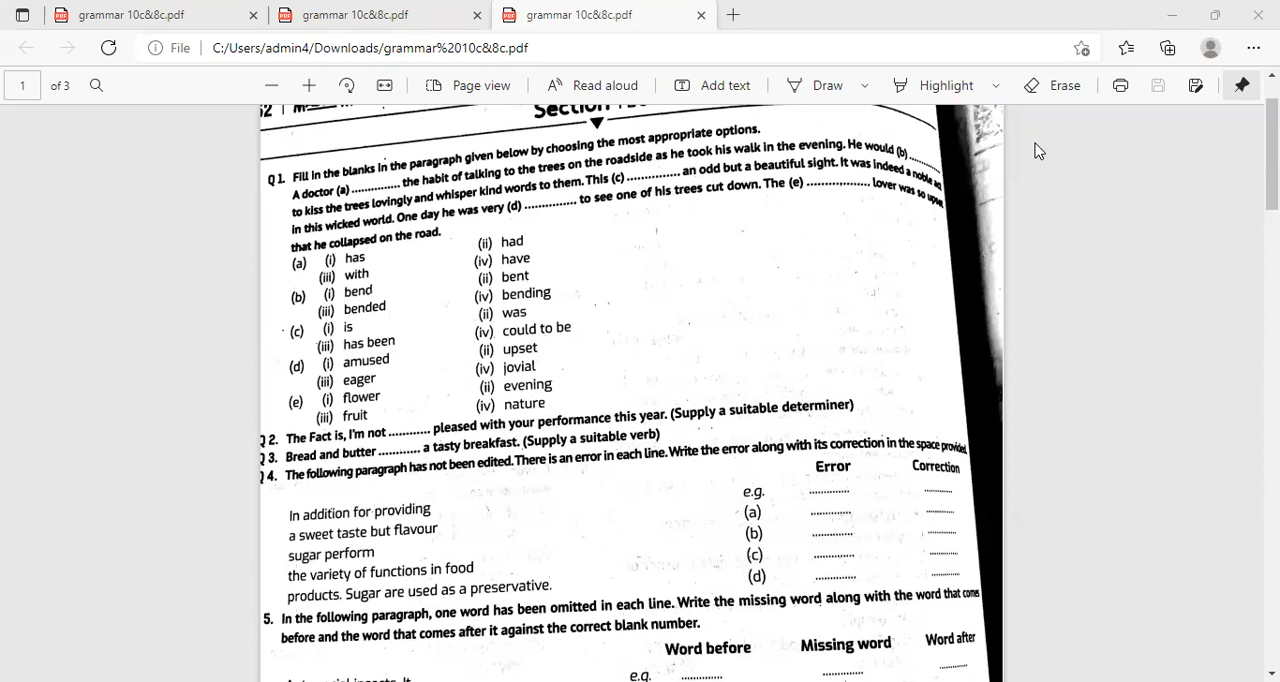 grammar 10c&8c.pdf
grammar 10c&8c.pdf
grammar 10c&8c.pdf
File
C:/Users/admin4/Downloads/grammar%2010c&8c.pdf
1 of 3
Page view
Read aloud
Add text
Draw
Highlight
Erase
Q 1. Fill in the blanks in the paragraph given below by choosing the most appropriate options.
A doctor (a) .............. the habit of talking to the trees on the roadside as he took his walk in the evening. He would (b) ..........
to kiss the trees lovingly and whisper kind words to them. This (c) ............... an odd but a beautiful sight. It was indeed a noble
in this wicked world. One day he was very (d) .............. to see one of his trees cut down. The (e) .................. lover was so
that he collapsed on the road.
(a) (i) has (ii) had
(iii) with (iv) have
(b) (i) bend (ii) bent
(iii) bended (iv) bending
(c) (i) is (ii) was
(iii) has been (iv) could to be
(d) (i) amused (ii) upset
(iii) eager (iv) jovial
(e) (i) flower (ii) evening
(iii) fruit (iv) nature
2. The Fact is, I'm not ............ pleased with your performance this year. (Supply a suitable determiner)
3. Bread and butter ............ a tasty breakfast. (Supply a suitable verb)
4. The following paragraph has not been edited. There is an error in each line. Write the error along with its correction in the space
Error Correction
In addition for providing e.g. .............. ..........
a sweet taste but flavour (a) .............. ..........
sugar perform (b) .............. ..........
the variety of functions in food (c) .............. ..........
products. Sugar are used as a preservative. (d) .............. ..........
5. In the following paragraph, one word has been omitted in each line. Write the missing word along with the word that
before and the word that comes after it against the correct blank number.
Word before Missing word Word after
e.g. .............. .............. ..........